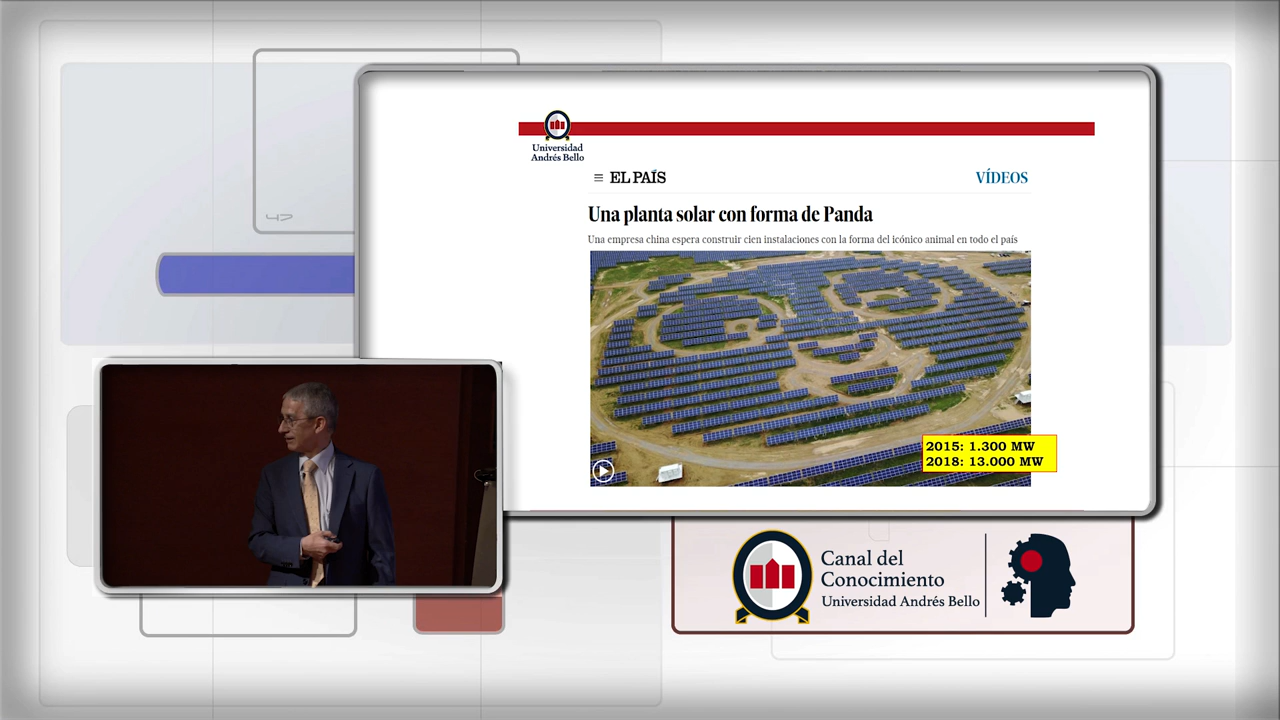 Universidad
Andrés Bello
EL PAÍS
VÍDEOS
Una planta solar con forma de Panda
Una empresa china espera construir cien instalaciones con la forma del icónico animal en todo el país
2015: 1.300 MW
2018: 13.000 MW
47
Canal del
Conocimiento
Universidad Andrés Bello